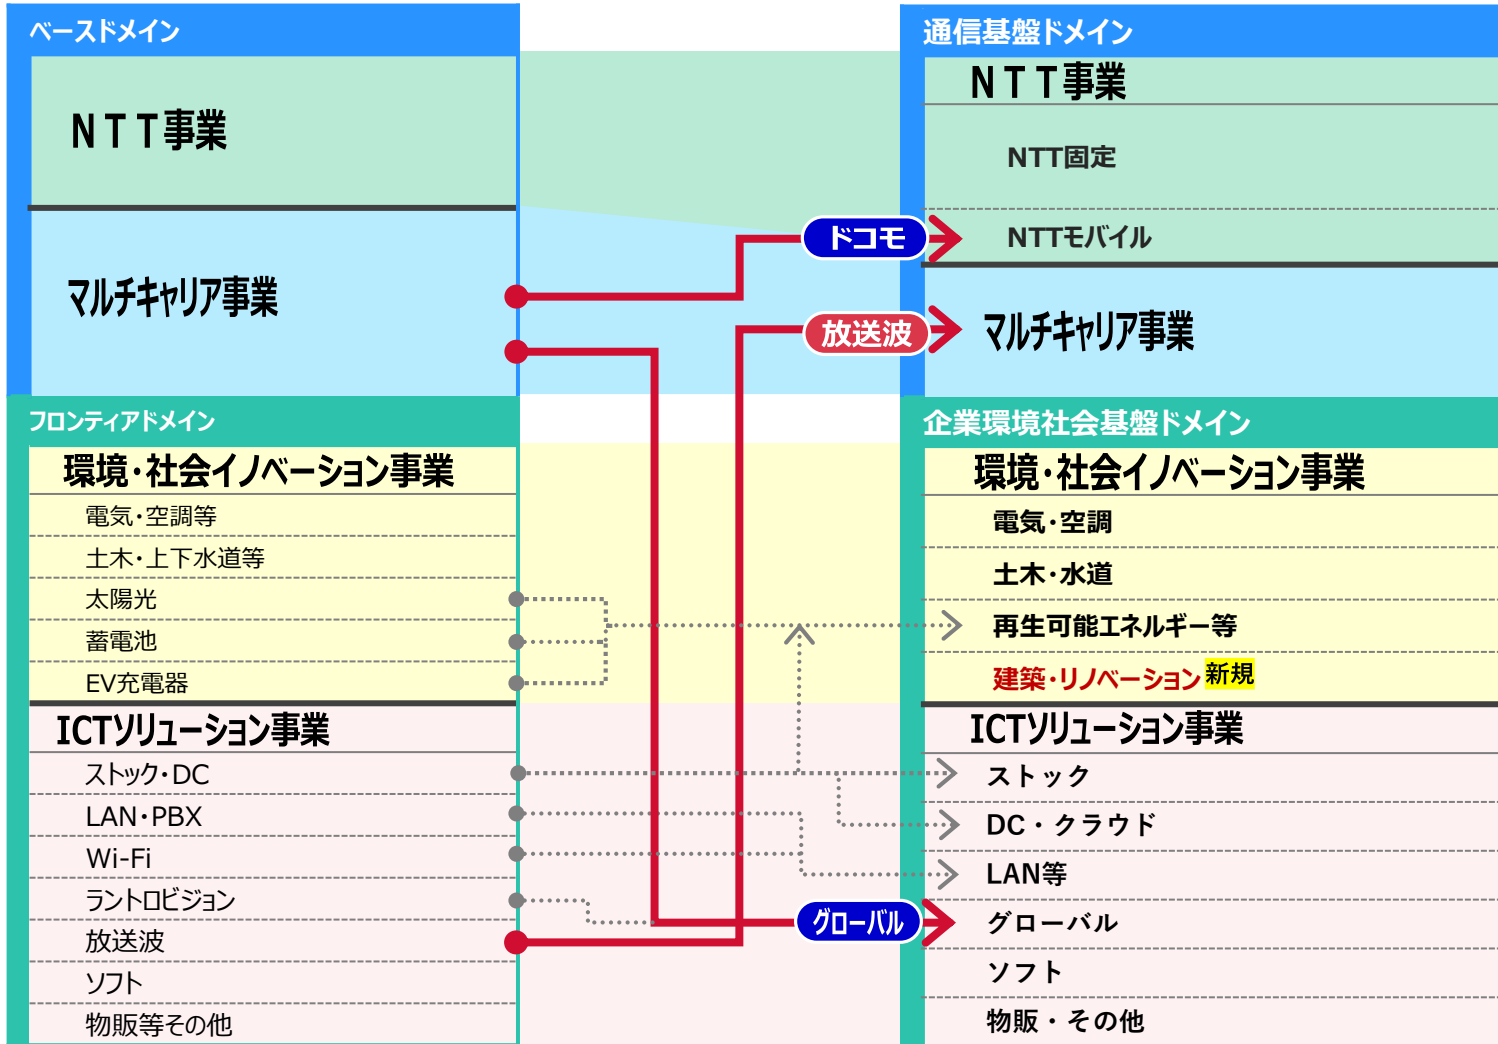 ベースドメイン
NTT事業
マルチキャリア事業
フロンティアドメイン
環境・社会イノベーション事業
電気・空調等
土木・上下水道等
太陽光
蓄電池
EV充電器
ICTソリューション事業
ストック・DC
LAN・PBX
Wi-Fi
ラントロビジョン
放送波
ソフト
物販等その他
ドコモ
放送波
グローバル
通信基盤ドメイン
NTT事業
NTT固定
NTTモバイル
マルチキャリア事業
企業環境社会基盤ドメイン
環境・社会イノベーション事業
電気・空調
土木・水道
再生可能エネルギー等
建築・リノベーション 新規
ICTソリューション事業
ストック
DC・クラウド
LAN等
グローバル
ソフト
物販・その他